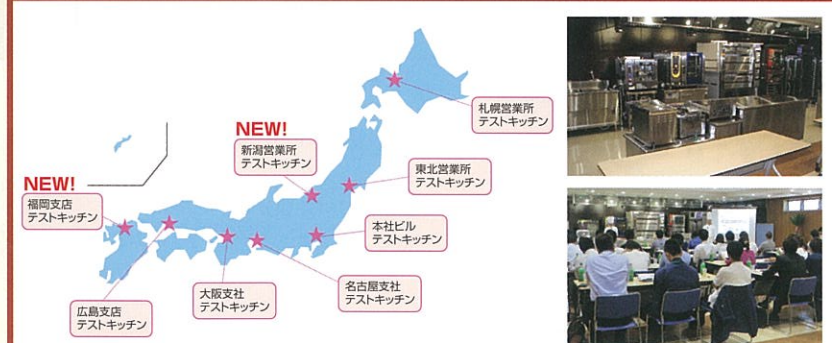 札幌営業所
テストキッチン
NEW!
新潟営業所
テストキッチン
東北営業所
テストキッチン
NEW!
福岡支店
テストキッチン
本社ビル
テストキッチン
名古屋支社
テストキッチン
大阪支社
テストキッチン
広島支店
テストキッチン